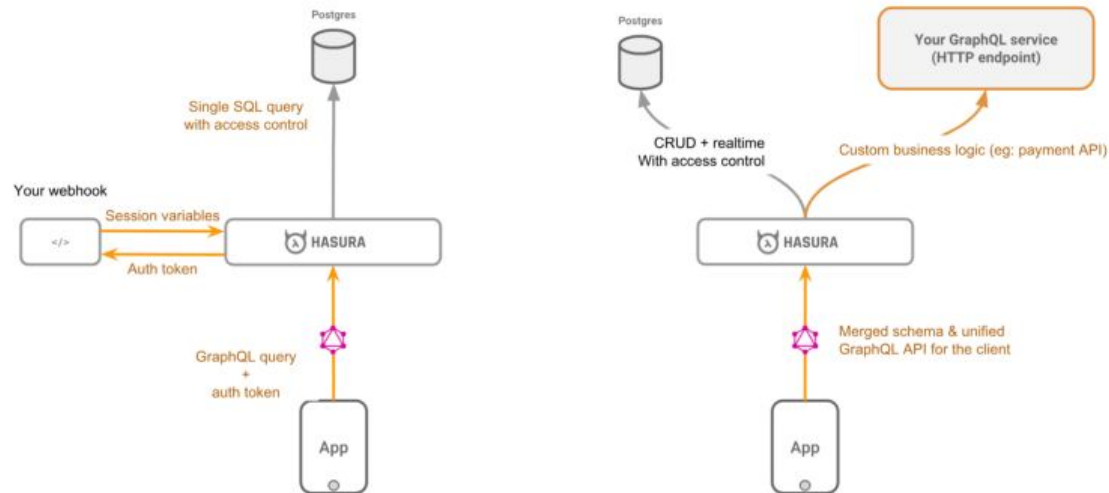 Postgres
Single SQL query
with access control
Your webhook
Session variables
</>
Auth token
HASURA
GraphQL query
+
auth token
App
Postgres
Your GraphQL service
(HTTP endpoint)
CRUD + realtime
With access control
Custom business logic (eg: payment API)
HASURA
Merged schema & unified
GraphQL API for the client
App